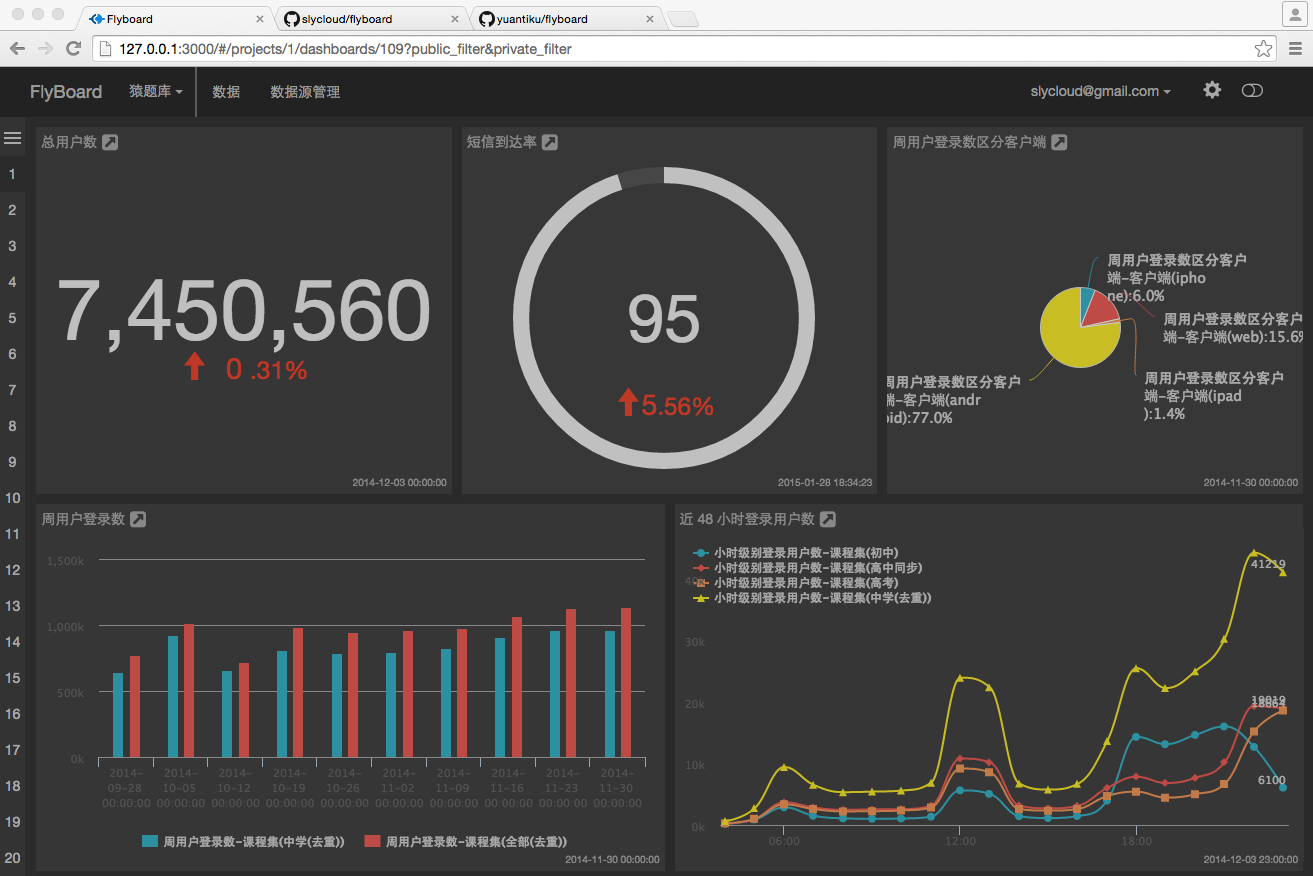 Flyboard
slycloud/flyboard
yuantiku/flyboard
127.0.0.1:3000/#/projects/1/dashboards/109?public_filter&private_filter
FlyBoard
猿题库
数据
数据源管理
slycloud@gmail.com
1
2
3
4
5
6
7
8
9
10
11
12
13
14
15
16
17
18
19
20
总用户数
7,450,560
0 .31%
2014-12-03 00:00:00
短信到达率
95
5.56%
2015-01-28 18:34:23
周用户登录数区分客户端
周用户登录数区分客户
端-客户端(ipho
ne):6.0%
周用户登录数区分客户
端-客户端(web):15.6%
周用户登录数区分客户
端-客户端(ipad
):1.4%
周用户登录数区分客户
端-客户端(andr
oid):77.0%
2014-11-30 00:00:00
周用户登录数
1,500k
1,000k
500k
0k
2014-
09-28
00:00:00
2014-
10-05
00:00:00
2014-
10-12
00:00:00
2014-
10-19
00:00:00
2014-
10-26
00:00:00
2014-
11-02
00:00:00
2014-
11-09
00:00:00
2014-
11-16
00:00:00
2014-
11-23
00:00:00
2014-
11-30
00:00:00
周用户登录数-课程集(中学(去重))
周用户登录数-课程集(全部(去重))
2014-11-30 00:00:00
近 48 小时登录用户数
小时级别登录用户数-课程集(初中)
小时级别登录用户数-课程集(高中同步)
小时级别登录用户数-课程集(高考)
小时级别登录用户数-课程集(中学(去重))
30k
20k
10k
0k
41219
6100
06:00
12:00
18:00
2014-12-03 23:00:00